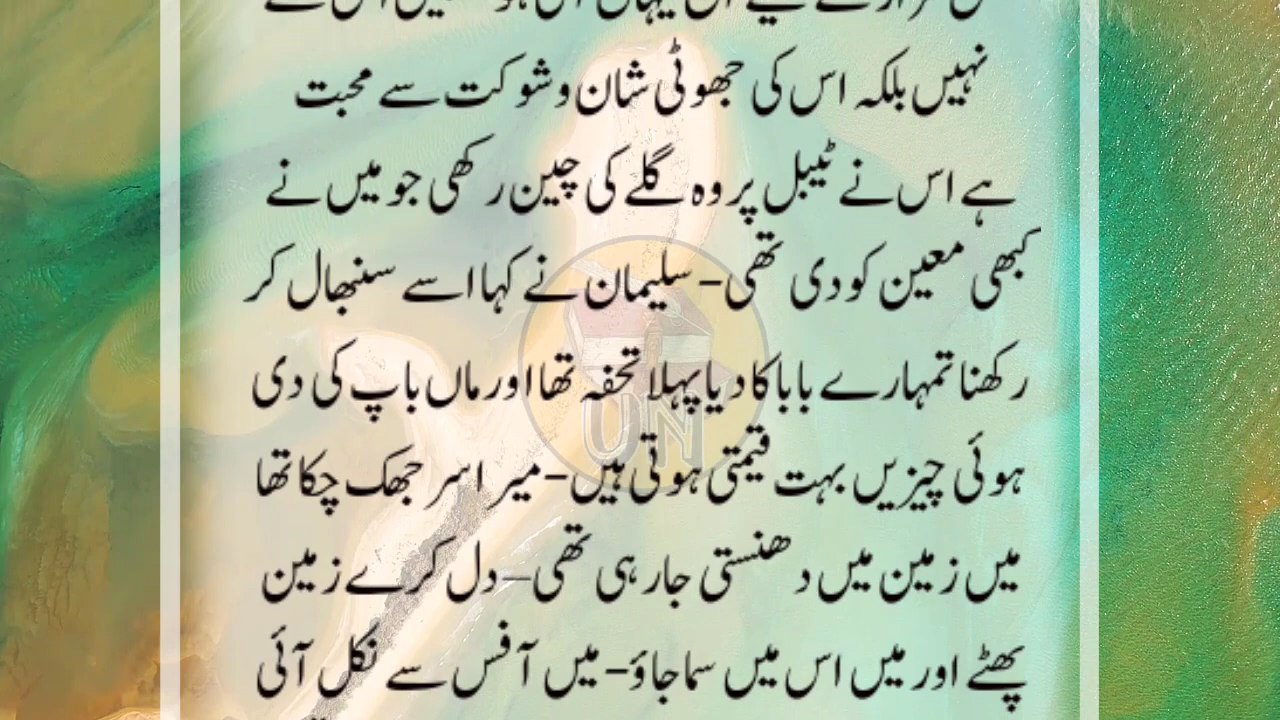 نہیں بلکہ اس کی جھوٹی شان و شوکت سے محبت
ہے اس نے ٹیبل پر وہ گلے کی چین رکھی جو میں نے
کبھی معین کو دی تھی- سلیمان نے کہا اسے سنبھال کر
رکھنا تمہارے بابا کا دیا پہلا تحفہ تھا اور ماں باپ کی دی
ہوئی چیزیں بہت قیمتی ہوتی ہیں- میرا سر جھک چکا تھا
میں زمین میں دھنستی جا رہی تھی- دل کرے زمین
پھٹے اور میں اس میں سما جاؤ- میں آفس سے نکل آئی
UN